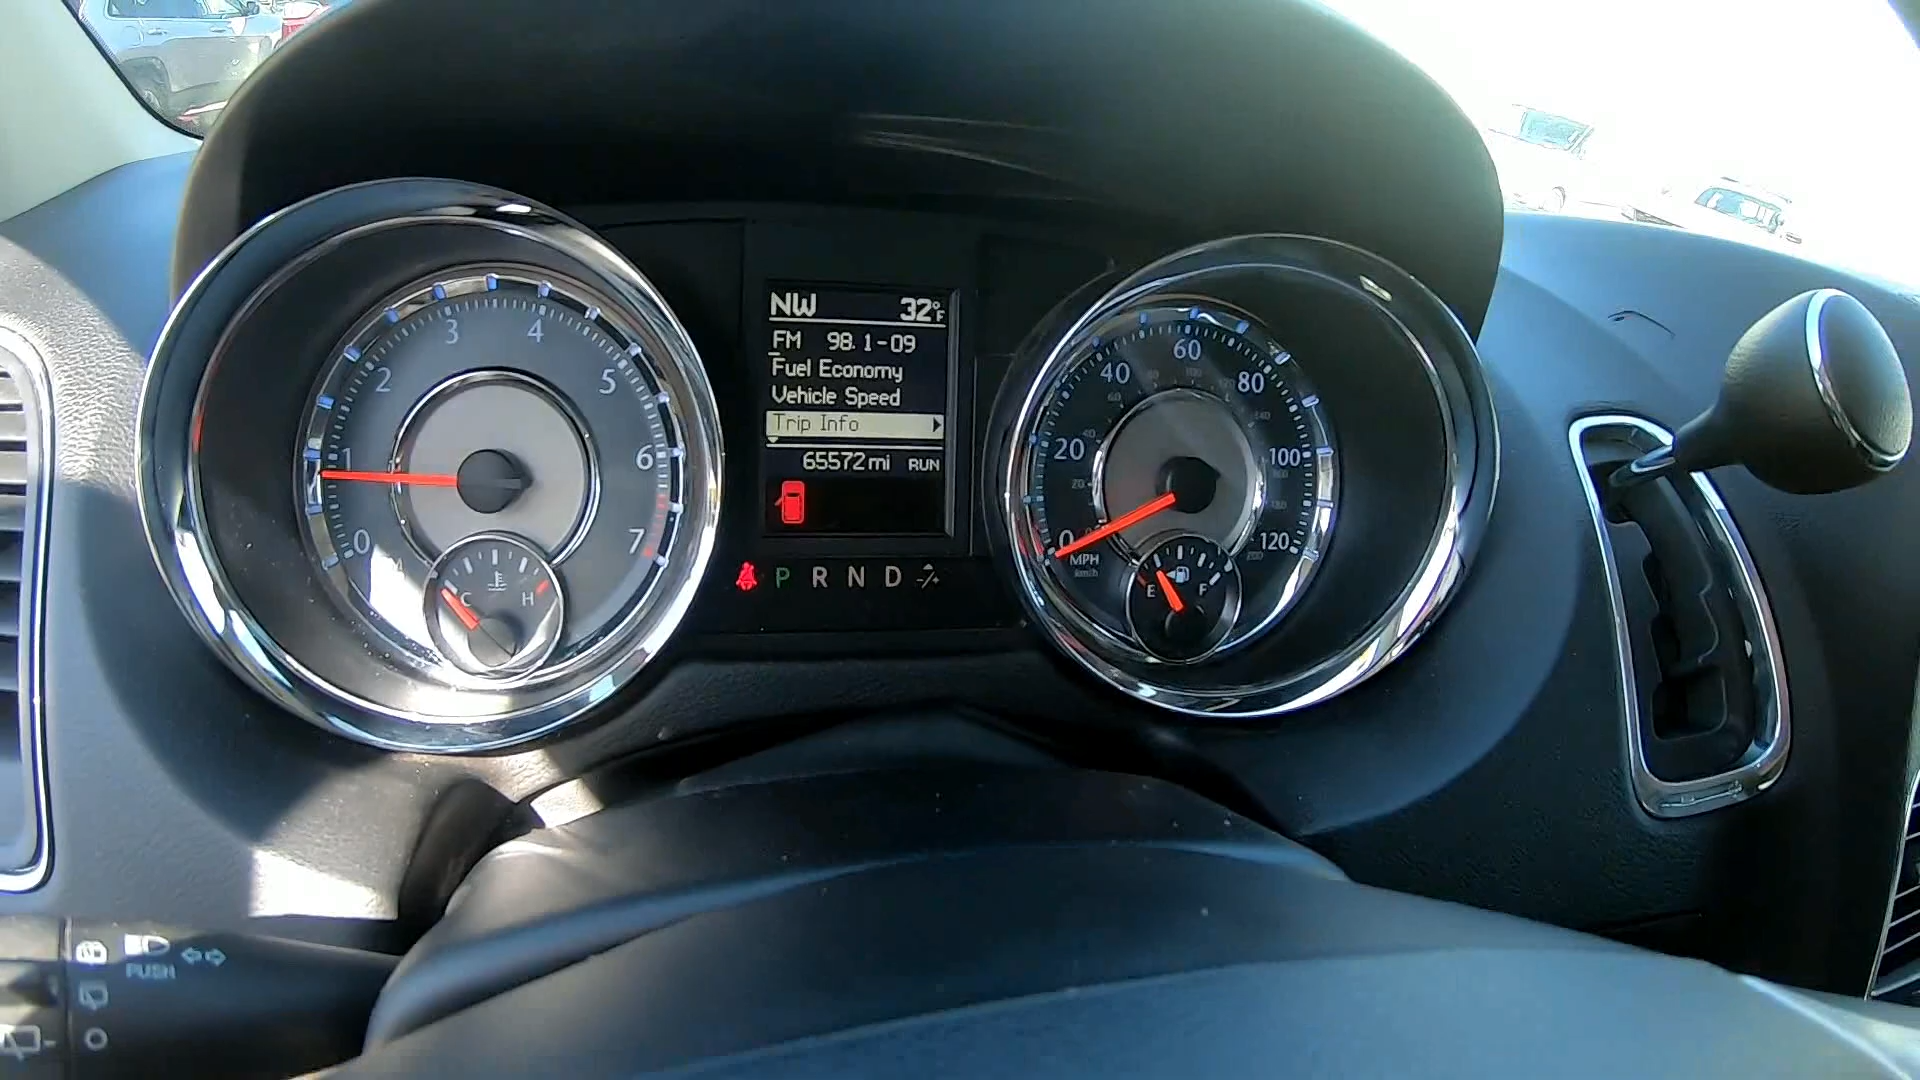 NW 32°F
FM 98.1-09
Fuel Economy
Vehicle Speed
Trip Info
65572mi RUN
0 1 2 3 4 5 6 7
C H
P R N D -/+
0 20 40 60 80 100 120
MPH
km/h
E F
PUSH